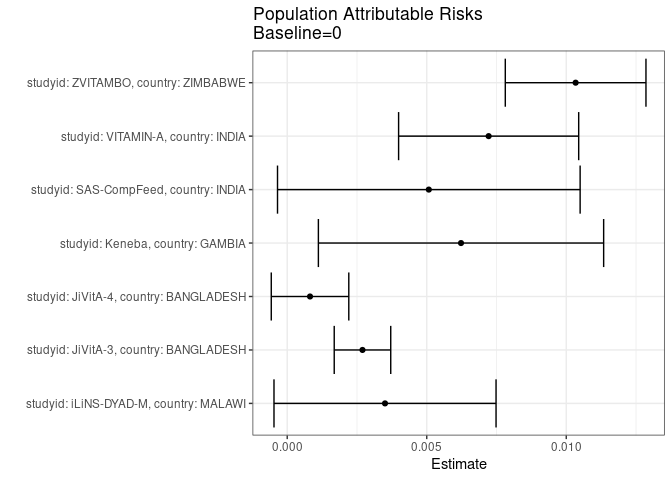 Population Attributable Risks
Baseline=0
studyid: ZVITAMBO, country: ZIMBABWE
studyid: VITAMIN-A, country: INDIA
studyid: SAS-CompFeed, country: INDIA
studyid: Keneba, country: GAMBIA
studyid: JiVitA-4, country: BANGLADESH
studyid: JiVitA-3, country: BANGLADESH
studyid: iLiNS-DYAD-M, country: MALAWI
0.000 0.005 0.010
Estimate